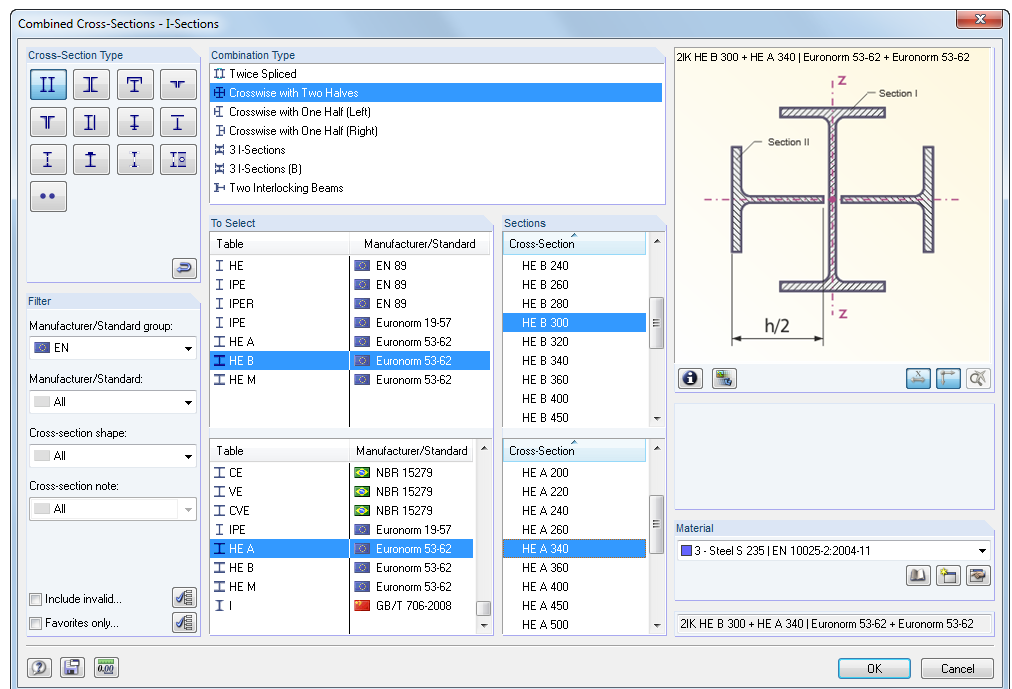 Combined Cross-Sections - I-Sections
Cross-Section Type
Combination Type
Twice Spliced
Crosswise with Two Halves
Crosswise with One Half (Left)
Crosswise with One Half (Right)
3 I-Sections
3 I-Sections (B)
Two Interlocking Beams
2IK HE B 300 + HE A 340 | Euronorm 53-62 + Euronorm 53-62
z
Section I
Section II
z
h/2
To Select
Table Manufacturer/Standard
HE EN 89
IPE EN 89
IPER EN 89
IPE Euronorm 19-57
HE A Euronorm 53-62
HE B Euronorm 53-62
HE M Euronorm 53-62
Sections
Cross-Section
HE B 240
HE B 260
HE B 280
HE B 300
HE B 320
HE B 340
HE B 360
HE B 400
HE B 450
Filter
Manufacturer/Standard group:
EN
Manufacturer/Standard:
All
Cross-section shape:
All
Cross-section note:
All
Include invalid...
Favorites only...
Table Manufacturer/Standard
CE NBR 15279
VE NBR 15279
CVE NBR 15279
IPE Euronorm 19-57
HE A Euronorm 53-62
HE B Euronorm 53-62
HE M Euronorm 53-62
I GB/T 706-2008
Cross-Section
HE A 200
HE A 220
HE A 240
HE A 260
HE A 340
HE A 360
HE A 400
HE A 450
HE A 500
Material
3 - Steel S 235 | EN 10025-2:2004-11
2IK HE B 300 + HE A 340 | Euronorm 53-62 + Euronorm 53-62
0.00
OK
Cancel